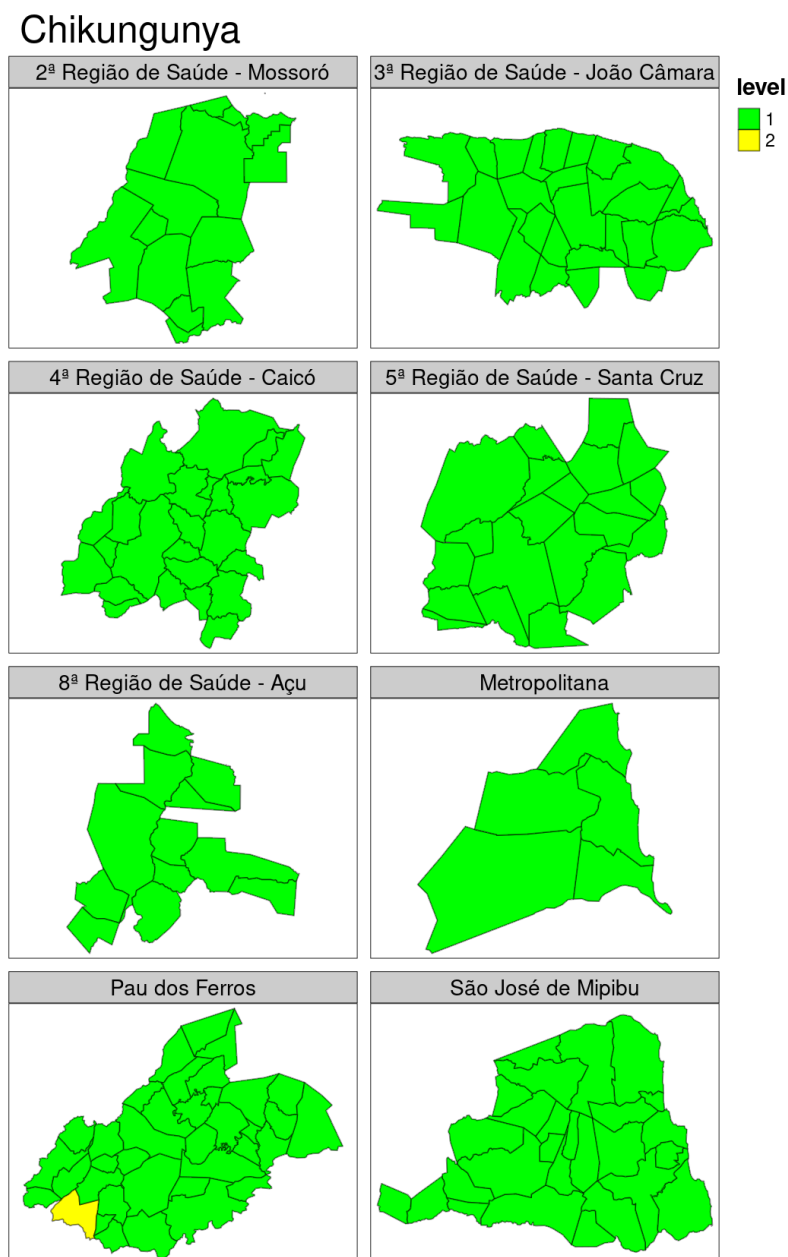 Chikungunya
2ª Região de Saúde - Mossoró
3ª Região de Saúde - João Câmara
level
1
2
4ª Região de Saúde - Caicó
5ª Região de Saúde - Santa Cruz
8ª Região de Saúde - Açu
Metropolitana
Pau dos Ferros
São José de Mipibu